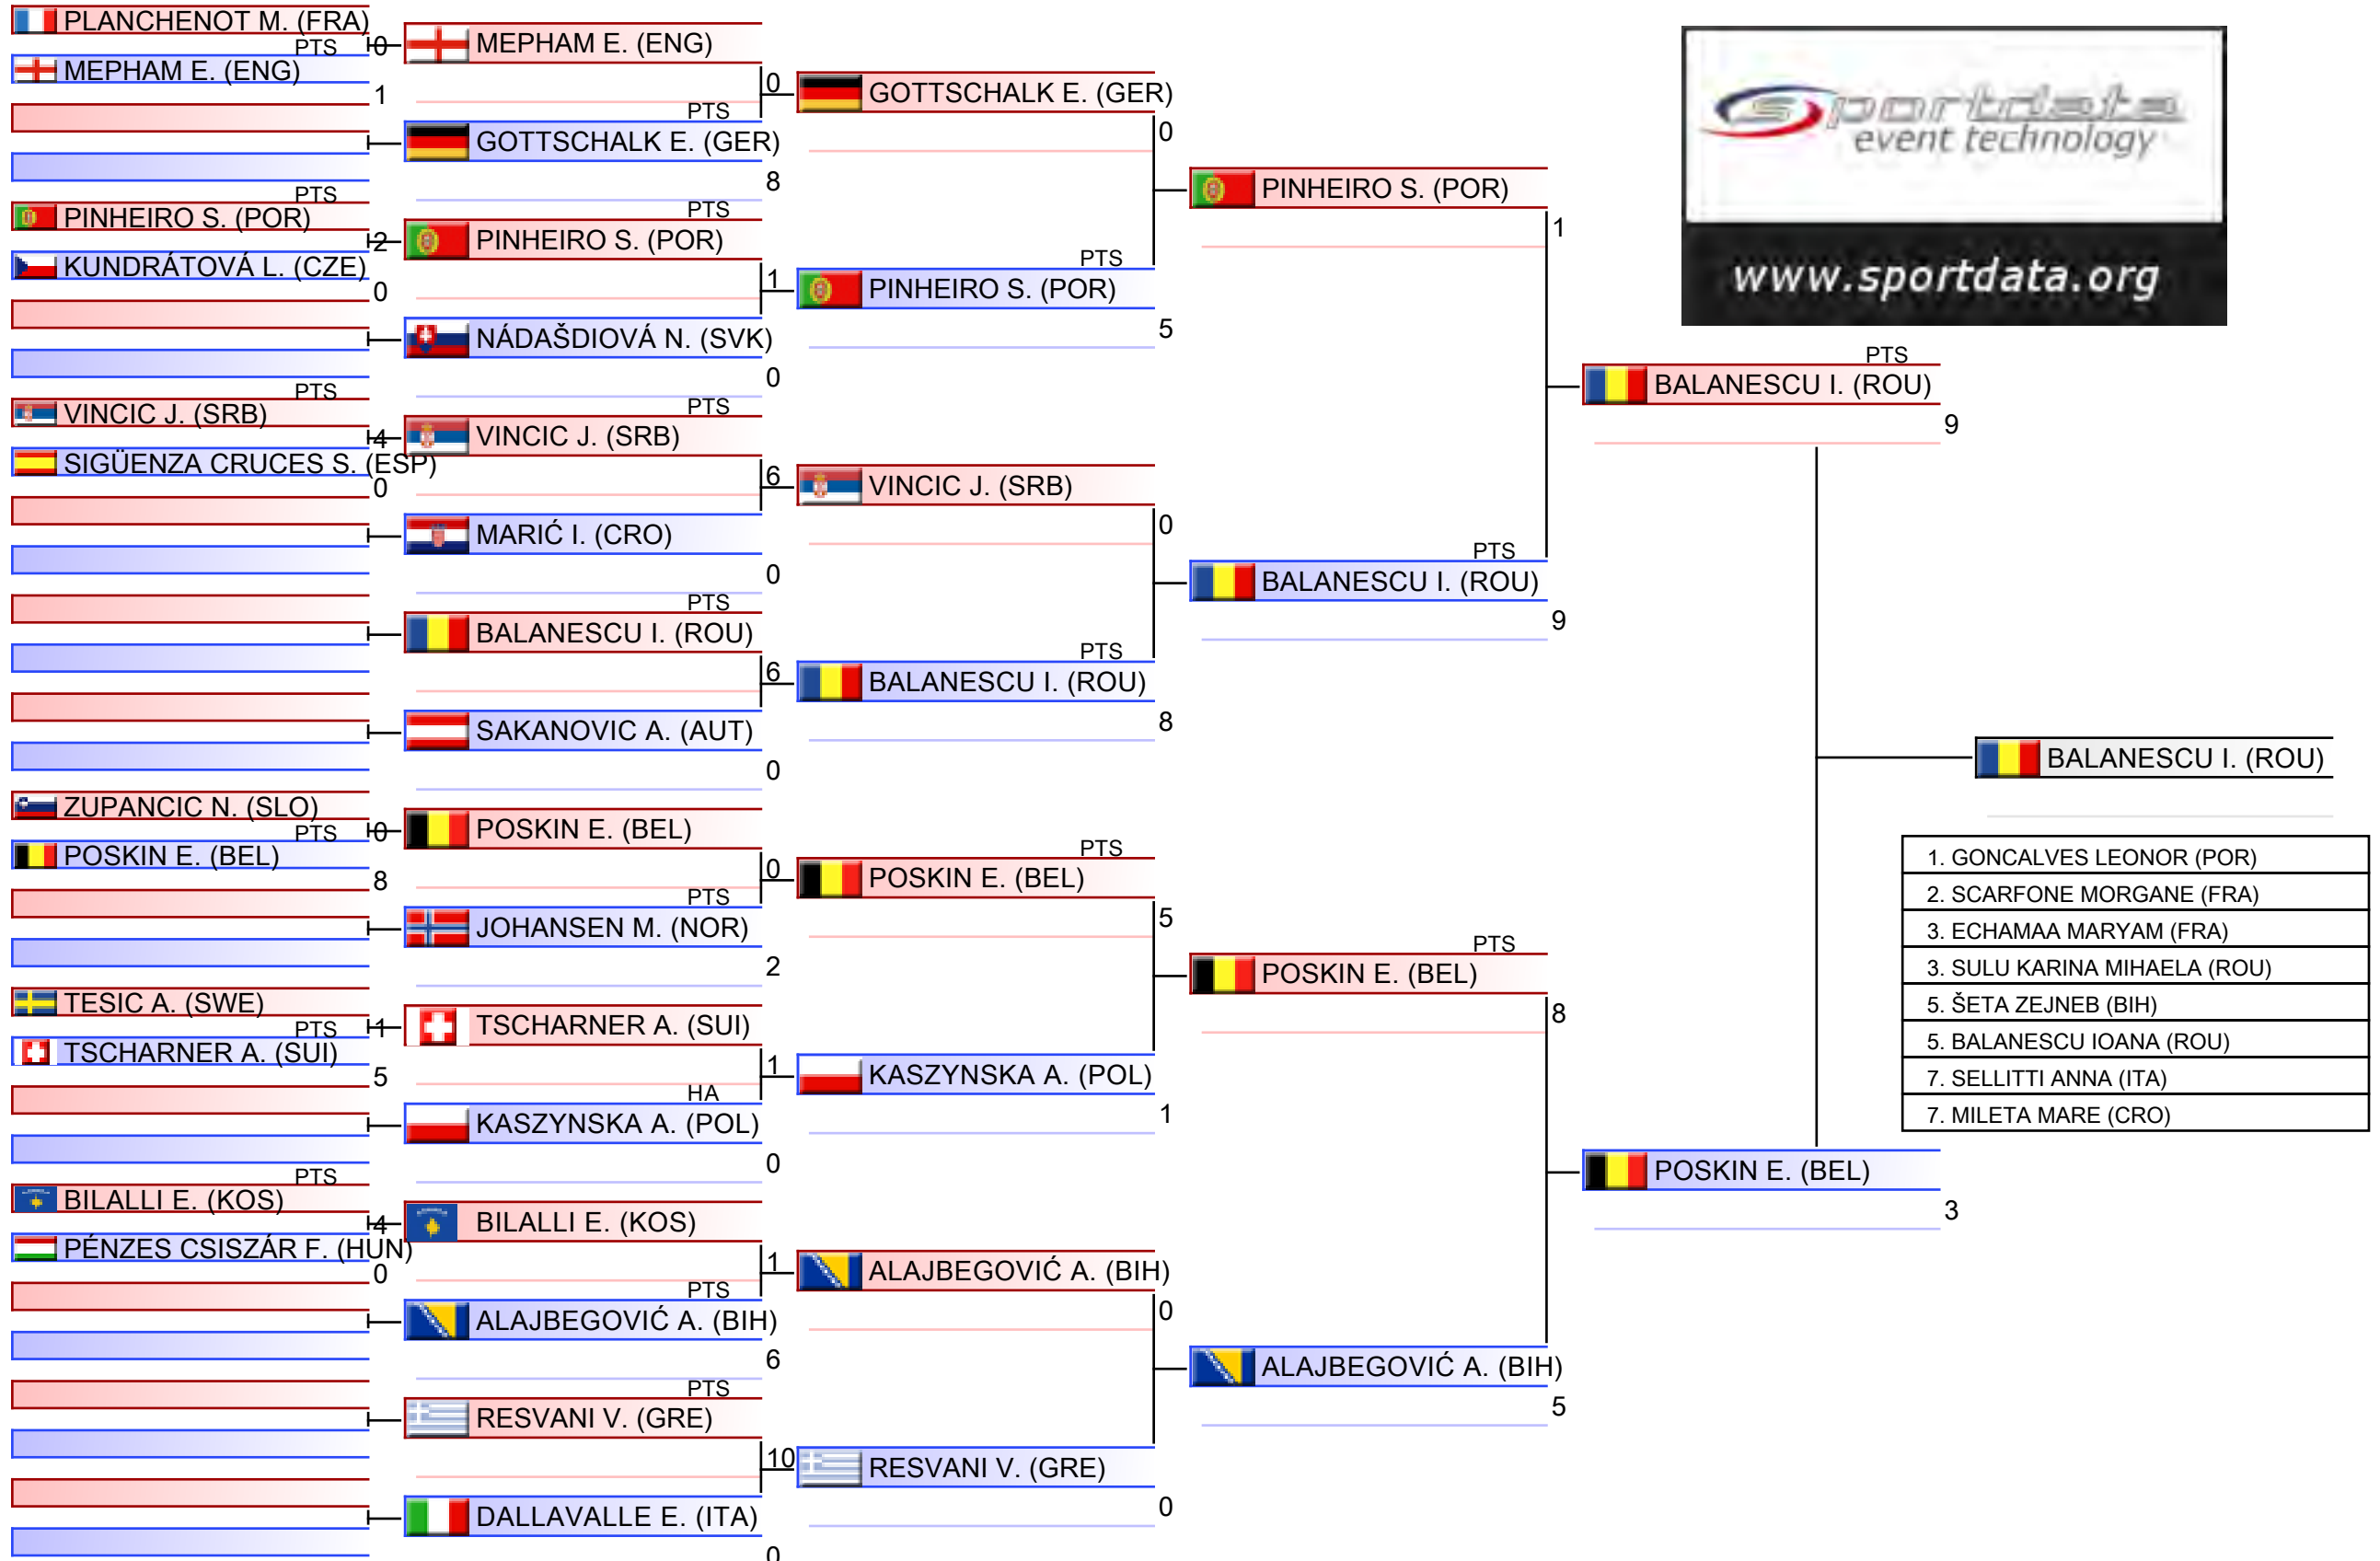 PLANCHENOT M. (FRA)
0
PTS
MEPHAM E. (ENG)
1
PTS
PINHEIRO S. (POR)
2
KUNDRÁTOVÁ L. (CZE)
0
PTS
VINCIC J. (SRB)
4
SIGÜENZA CRUCES S. (ESP)
0
ZUPANCIC N. (SLO)
0
PTS
POSKIN E. (BEL)
8
TESIC A. (SWE)
1
PTS
TSCHARNER A. (SUI)
5
PTS
BILALLI E. (KOS)
4
PÉNZES CSISZÁR F. (HUN)
0
MEPHAM E. (ENG)
0
PTS
GOTTSCHALK E. (GER)
8
PTS
PINHEIRO S. (POR)
1
NÁDAŠDIOVÁ N. (SVK)
0
PTS
VINCIC J. (SRB)
6
MARIĆ I. (CRO)
0
PTS
BALANESCU I. (ROU)
6
SAKANOVIC A. (AUT)
0
POSKIN E. (BEL)
0
PTS
JOHANSEN M. (NOR)
2
TSCHARNER A. (SUI)
1
HA
KASZYNSKA A. (POL)
0
BILALLI E. (KOS)
1
PTS
ALAJBEGOVIĆ A. (BIH)
6
PTS
RESVANI V. (GRE)
10
DALLAVALLE E. (ITA)
0
GOTTSCHALK E. (GER)
0
PTS
PINHEIRO S. (POR)
5
VINCIC J. (SRB)
0
PTS
BALANESCU I. (ROU)
8
PTS
POSKIN E. (BEL)
5
KASZYNSKA A. (POL)
1
ALAJBEGOVIĆ A. (BIH)
0
RESVANI V. (GRE)
0
PINHEIRO S. (POR)
1
PTS
BALANESCU I. (ROU)
9
PTS
POSKIN E. (BEL)
8
ALAJBEGOVIĆ A. (BIH)
5
sportdata
event technology
www.sportdata.org
PTS
BALANESCU I. (ROU)
9
POSKIN E. (BEL)
3
BALANESCU I. (ROU)
1. GONCALVES LEONOR (POR)
2. SCARFONE MORGANE (FRA)
3. ECHAMAA MARYAM (FRA)
3. SULU KARINA MIHAELA (ROU)
5. ŠETA ZEJNEB (BIH)
5. BALANESCU IOANA (ROU)
7. SELLITTI ANNA (ITA)
7. MILETA MARE (CRO)